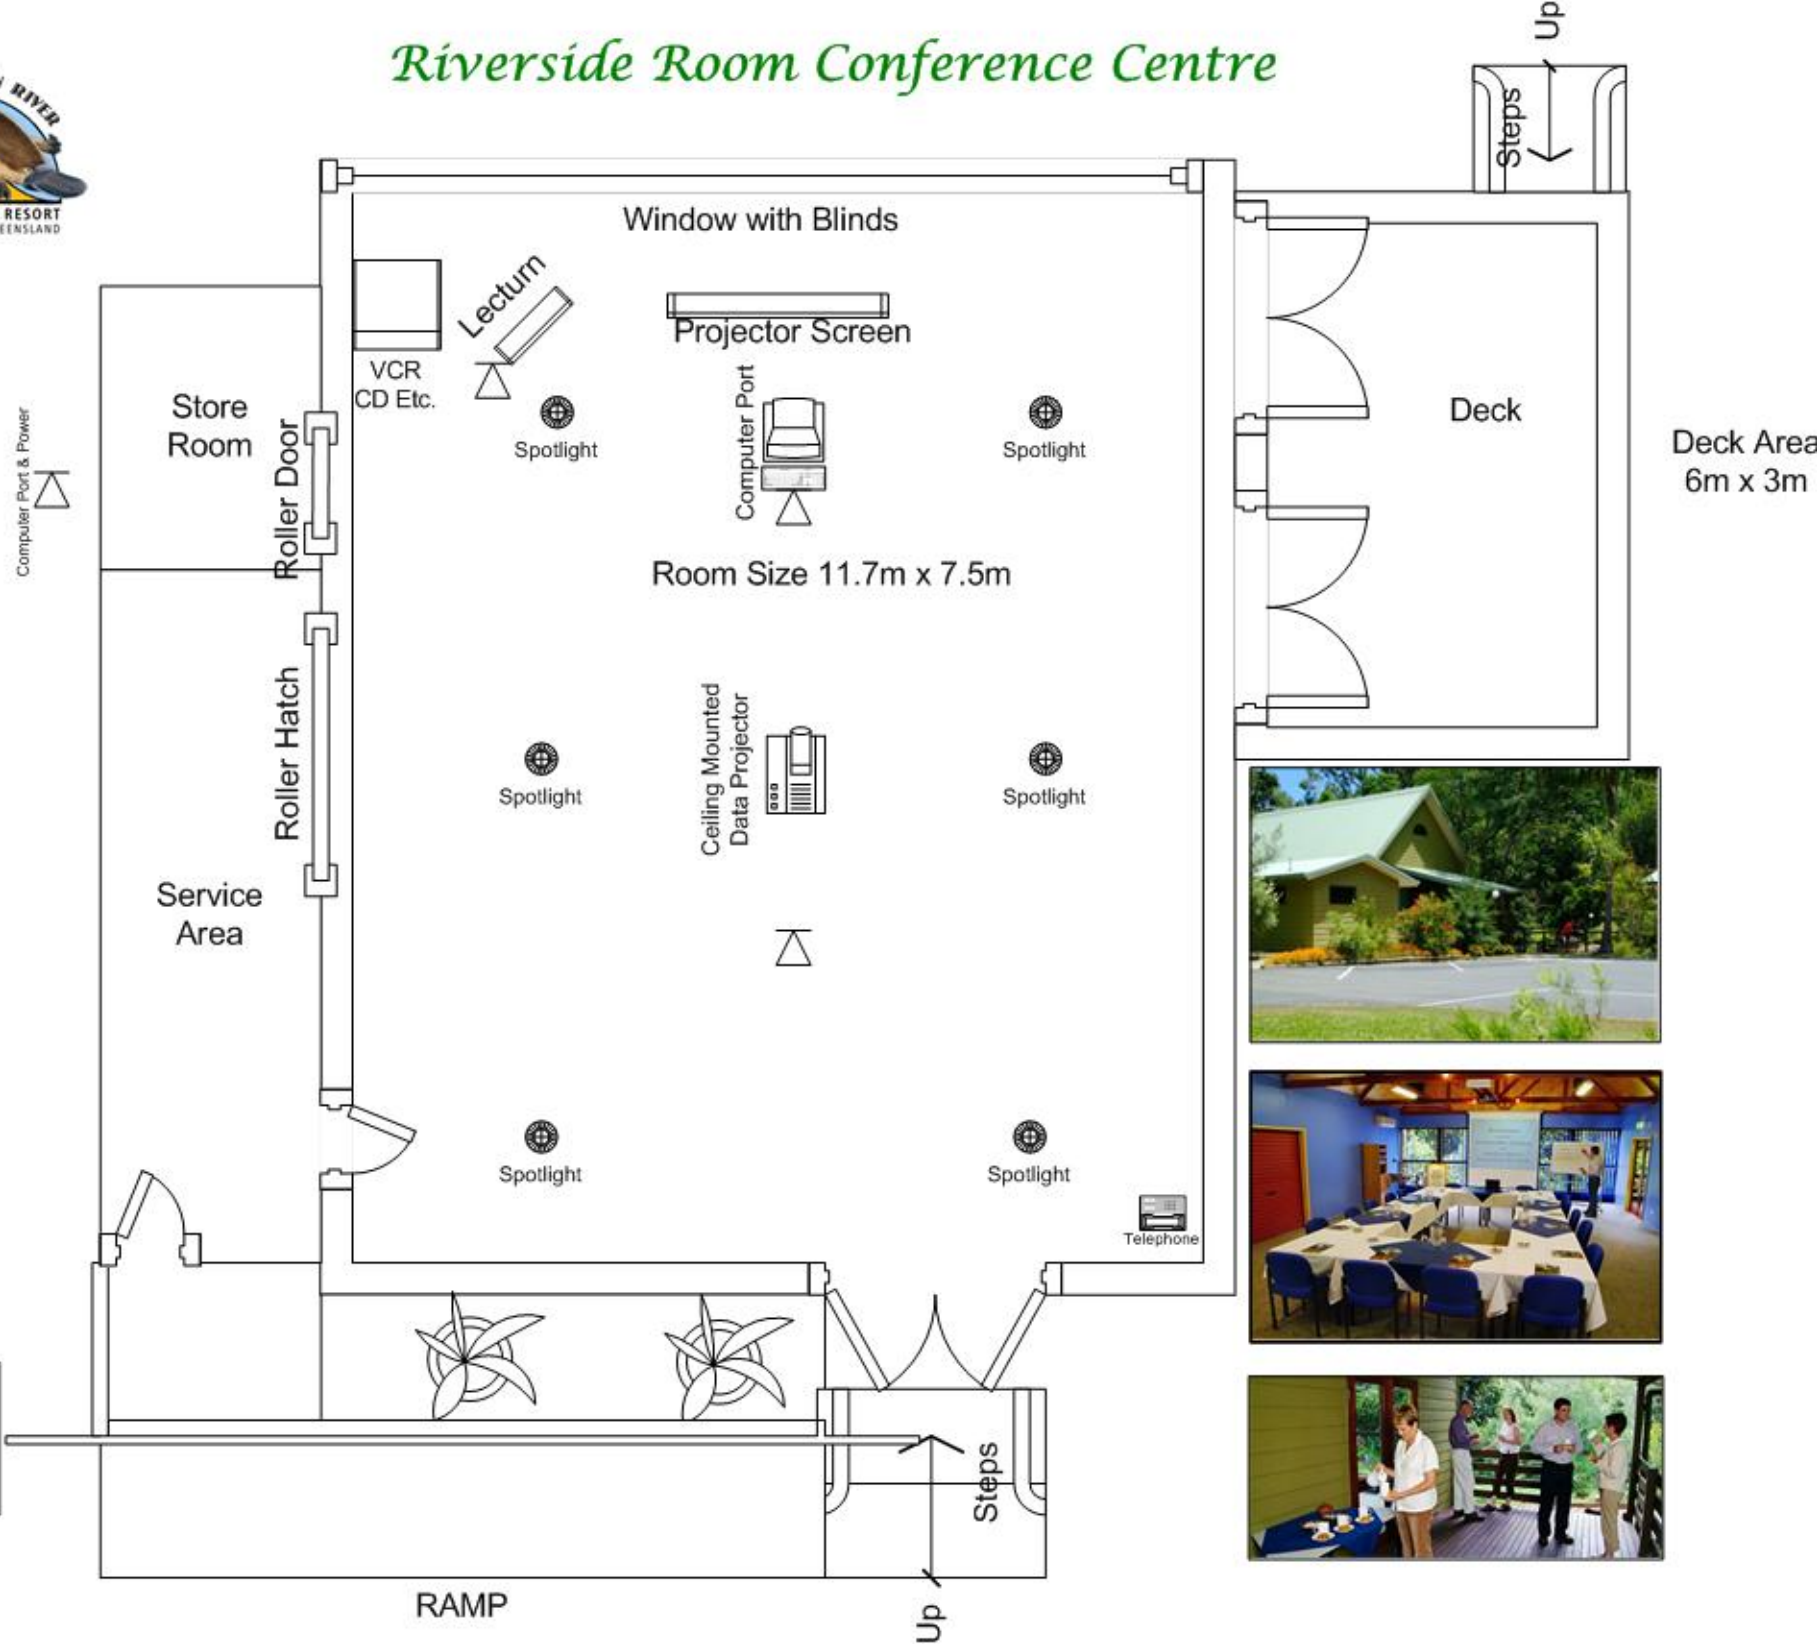 Riverside Room Conference Centre
Up
Steps
RIVER
RESORT
Window with Blinds
Lecturn
Projector Screen
VCR
CD Etc.
Store
Room
Roller Door
Computer Port & Power
Spotlight
Computer Port
Spotlight
Deck
Deck Area
6m x 3m
Room Size 11.7m x 7.5m
Roller Hatch
Ceiling Mounted
Data Projector
Spotlight
Spotlight
Service
Area
Spotlight
Spotlight
Telephone
Steps
RAMP
Up